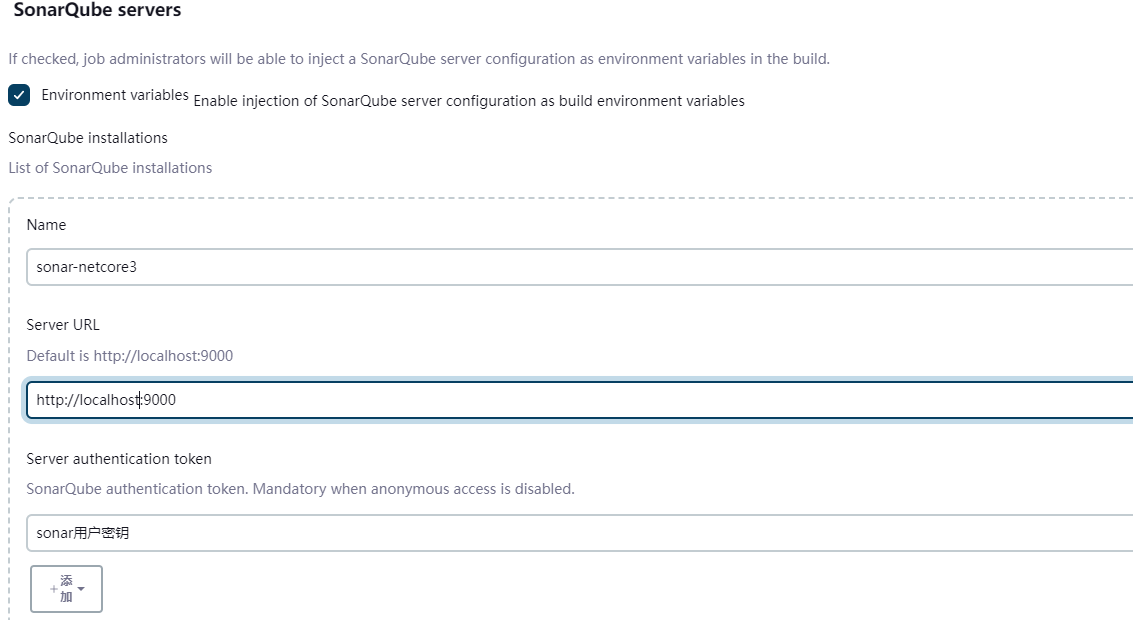 SonarQube servers
If checked, job administrators will be able to inject a SonarQube server configuration as environment variables in the build.
Environment variables Enable injection of SonarQube server configuration as build environment variables
SonarQube installations
List of SonarQube installations
Name
sonar-netcore3
Server URL
Default is http://localhost:9000
http://localhost:9000
Server authentication token
SonarQube authentication token. Mandatory when anonymous access is disabled.
sonar用户密钥
+添
加